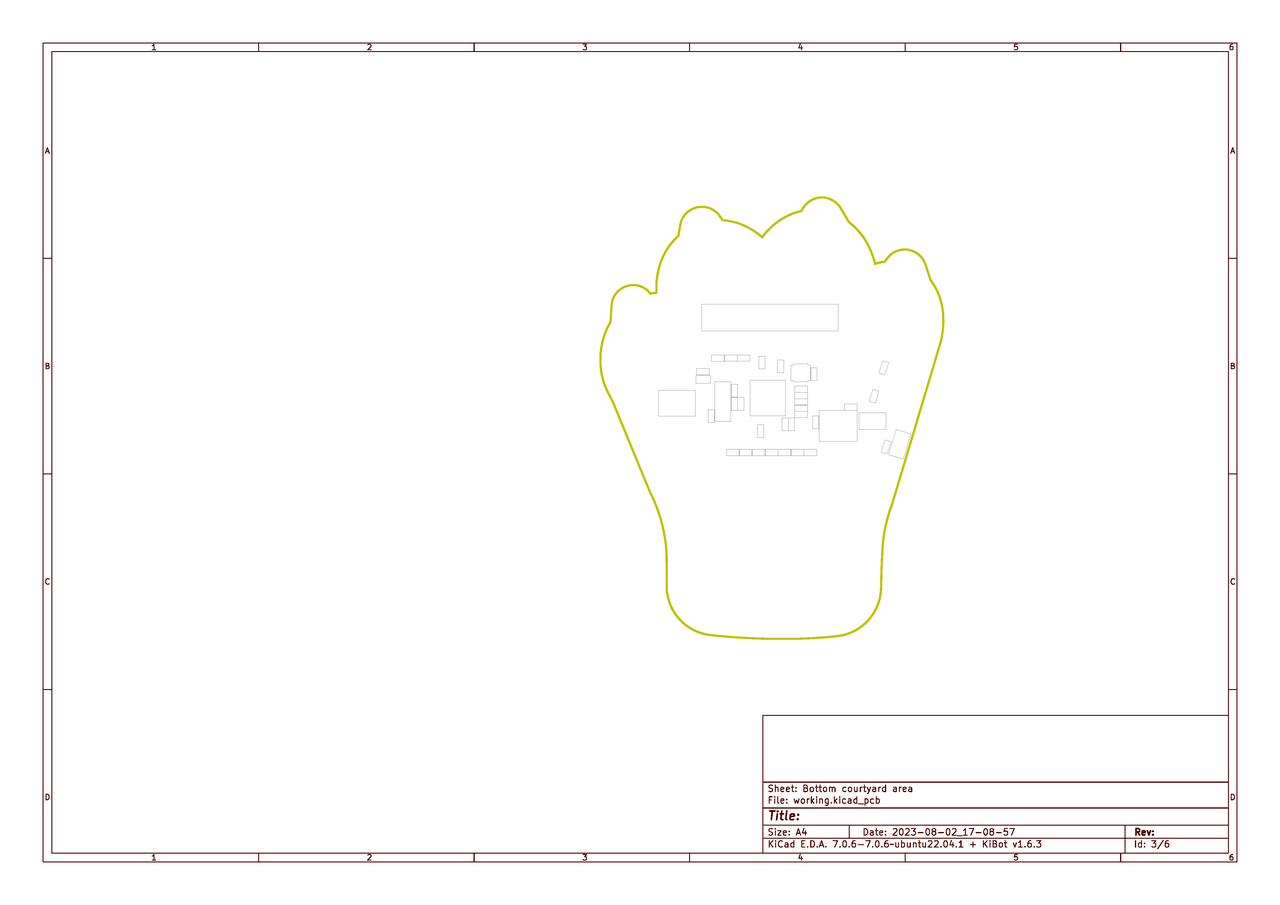 1 2 3 4 5 6
A A
B B
C C
D D
Sheet: Bottom courtyard area
File: working.kicad_pcb
Title:
Size: A4 Date: 2023-08-02_17-08-57 Rev:
KiCad E.D.A. 7.0.6-7.0.6~ubuntu22.04.1 + KiBot v1.6.3 Id: 3/6
1 2 3 4 5 6